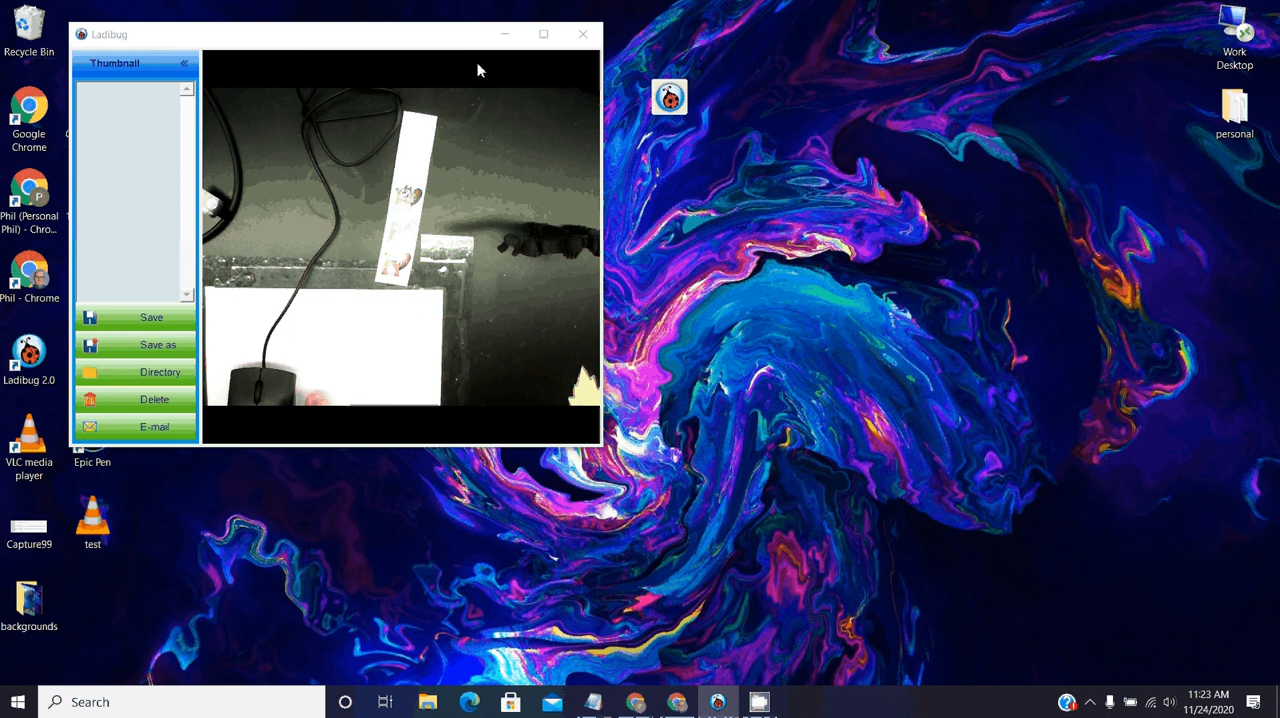 Ladibug
Thumbnall
Save
Save as
Directory
Delete
E-mail
Recycle Bin
Google
Chrome
Phil (Personal
Phil) - Chro...
P
Phil - Chrome
Ladibug 2.0
VLC media
player
Epic Pen
Capture99
test
backgrounds
Work
Desktop
personal
Search
11:23 AM
11/24/2020